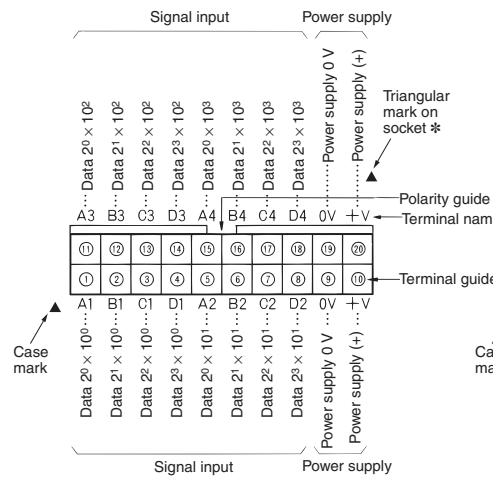 Signal input
Power supply
Data 2⁰ × 10²
Data 2¹ × 10²
Data 2² × 10²
Data 2³ × 10²
Data 2⁰ × 10³
Data 2¹ × 10³
Data 2² × 10³
Data 2³ × 10³
Power supply 0 V
Power supply (+)
Triangular
mark on
socket *
Polarity guide
A3 B3 C3 D3 A4 B4 C4 D4 0V +V
Terminal nam
⑪ ⑫ ⑬ ⑭ ⑮ ⑯ ⑰ ⑱ ⑲ ⑳
① ② ③ ④ ⑤ ⑥ ⑦ ⑧ ⑨ ⑩
Terminal guide
A1 B1 C1 D1 A2 B2 C2 D2 0V +V
Case
mark
Data 2⁰ × 10⁰
Data 2¹ × 10⁰
Data 2² × 10⁰
Data 2³ × 10⁰
Data 2⁰ × 10¹
Data 2¹ × 10¹
Data 2² × 10¹
Data 2³ × 10¹
Power supply 0 V
Power supply (+)
Ca
ma
Signal input
Power supply